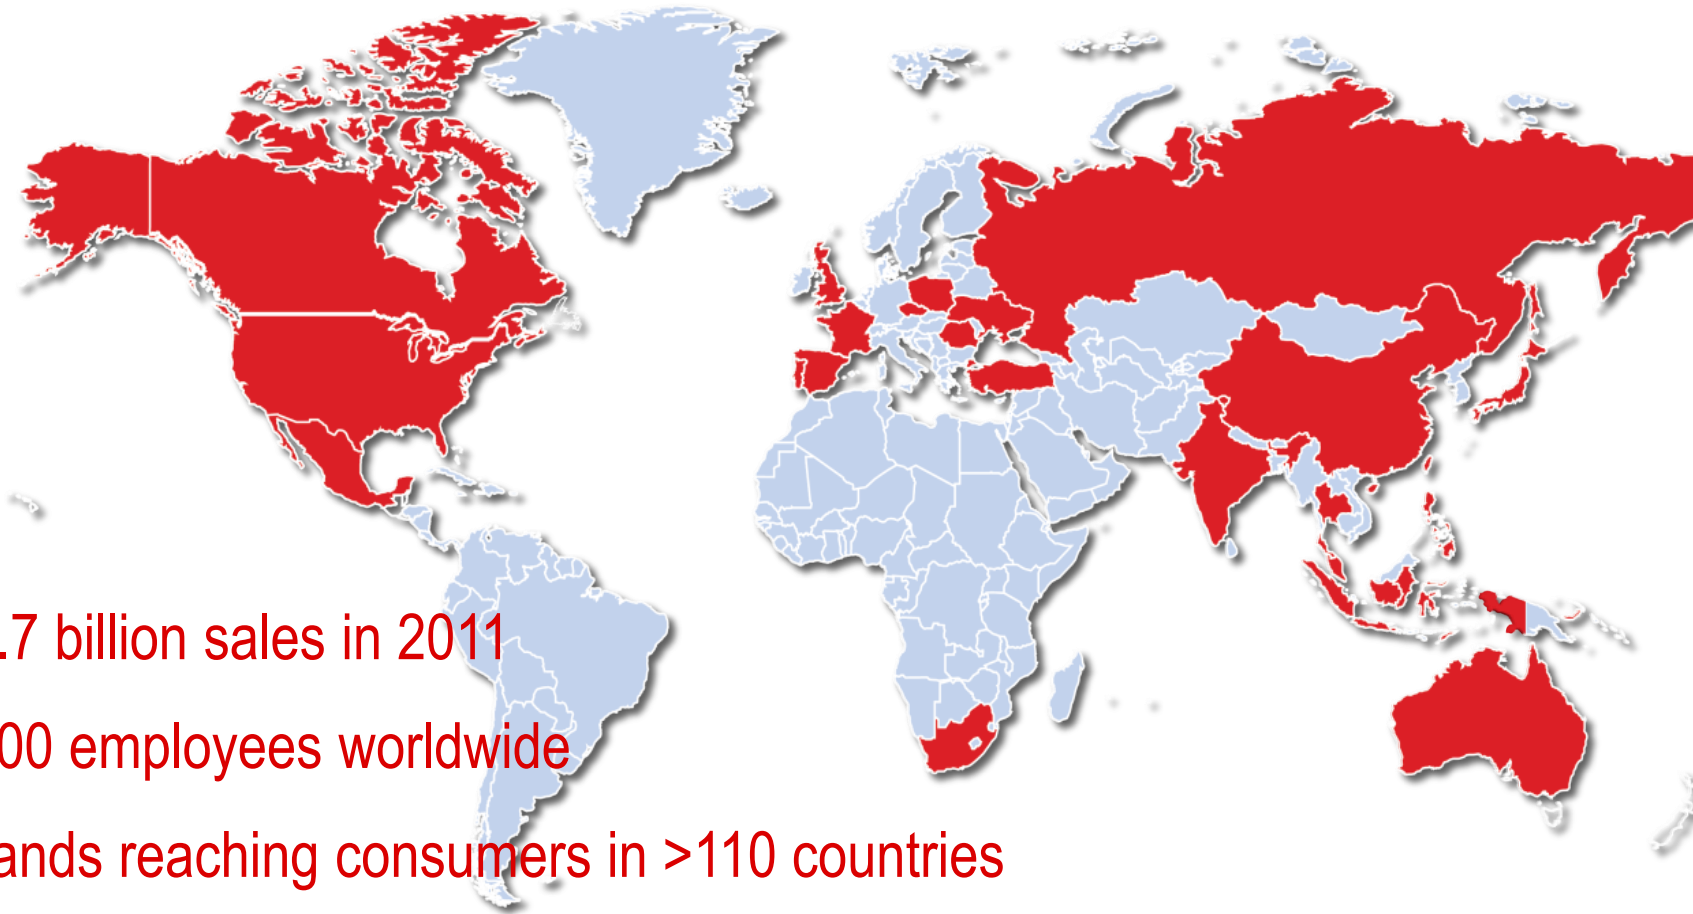 .7 billion sales in 2011
00 employees worldwide
ands reaching consumers in >110 countries